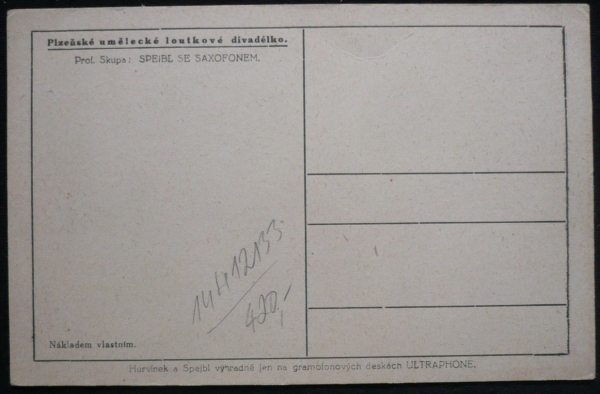 Plzeňské umělecké loutkové divadélko.
Prof. Skupa: SPEJBL SE SAXOFONEM.
14412133
420,-
Nákladem vlastním.
Hurvínek a Spejbl výhradně jen na gramofonových deskách ULTRAPHONE.